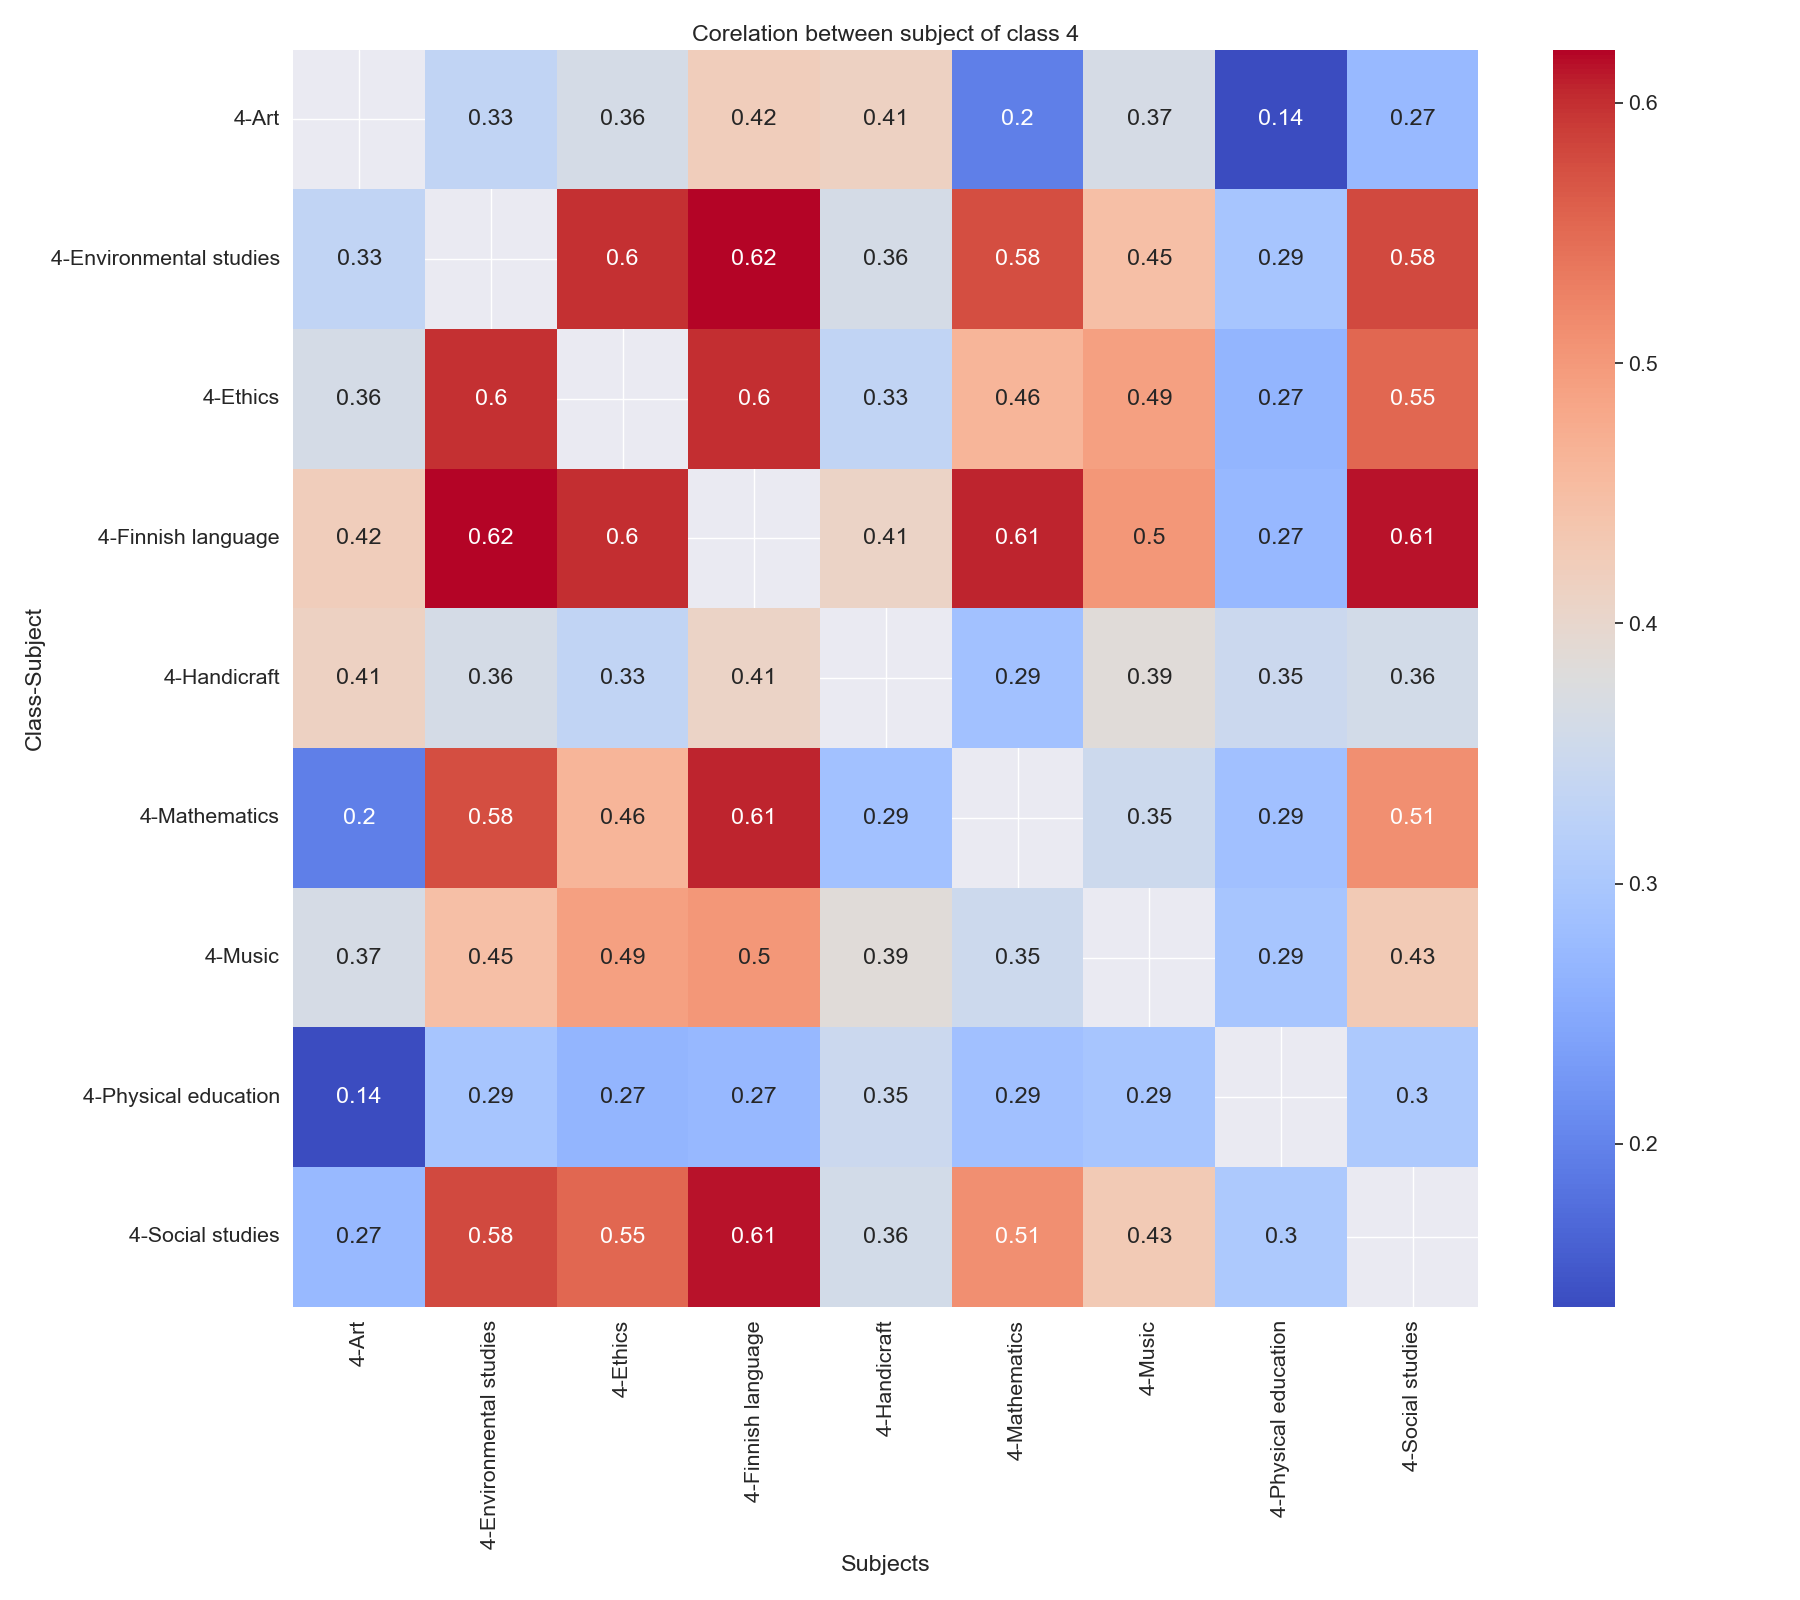 Corelation between subject of class 4
4-Art 0.33 0.36 0.42 0.41 0.2 0.37 0.14 0.27
4-Environmental studies 0.33 0.6 0.62 0.36 0.58 0.45 0.29 0.58
4-Ethics 0.36 0.6 0.6 0.33 0.46 0.49 0.27 0.55
4-Finnish language 0.42 0.62 0.6 0.41 0.61 0.5 0.27 0.61
4-Handicraft 0.41 0.36 0.33 0.41 0.29 0.39 0.35 0.36
4-Mathematics 0.2 0.58 0.46 0.61 0.29 0.35 0.29 0.51
4-Music 0.37 0.45 0.49 0.5 0.39 0.35 0.29 0.43
4-Physical education 0.14 0.29 0.27 0.27 0.35 0.29 0.29 0.3
4-Social studies 0.27 0.58 0.55 0.61 0.36 0.51 0.43 0.3
Class-Subject
4-Art
4-Environmental studies
4-Ethics
4-Finnish language
4-Handicraft
4-Mathematics
4-Music
4-Physical education
4-Social studies
Subjects
0.6
0.5
0.4
0.3
0.2